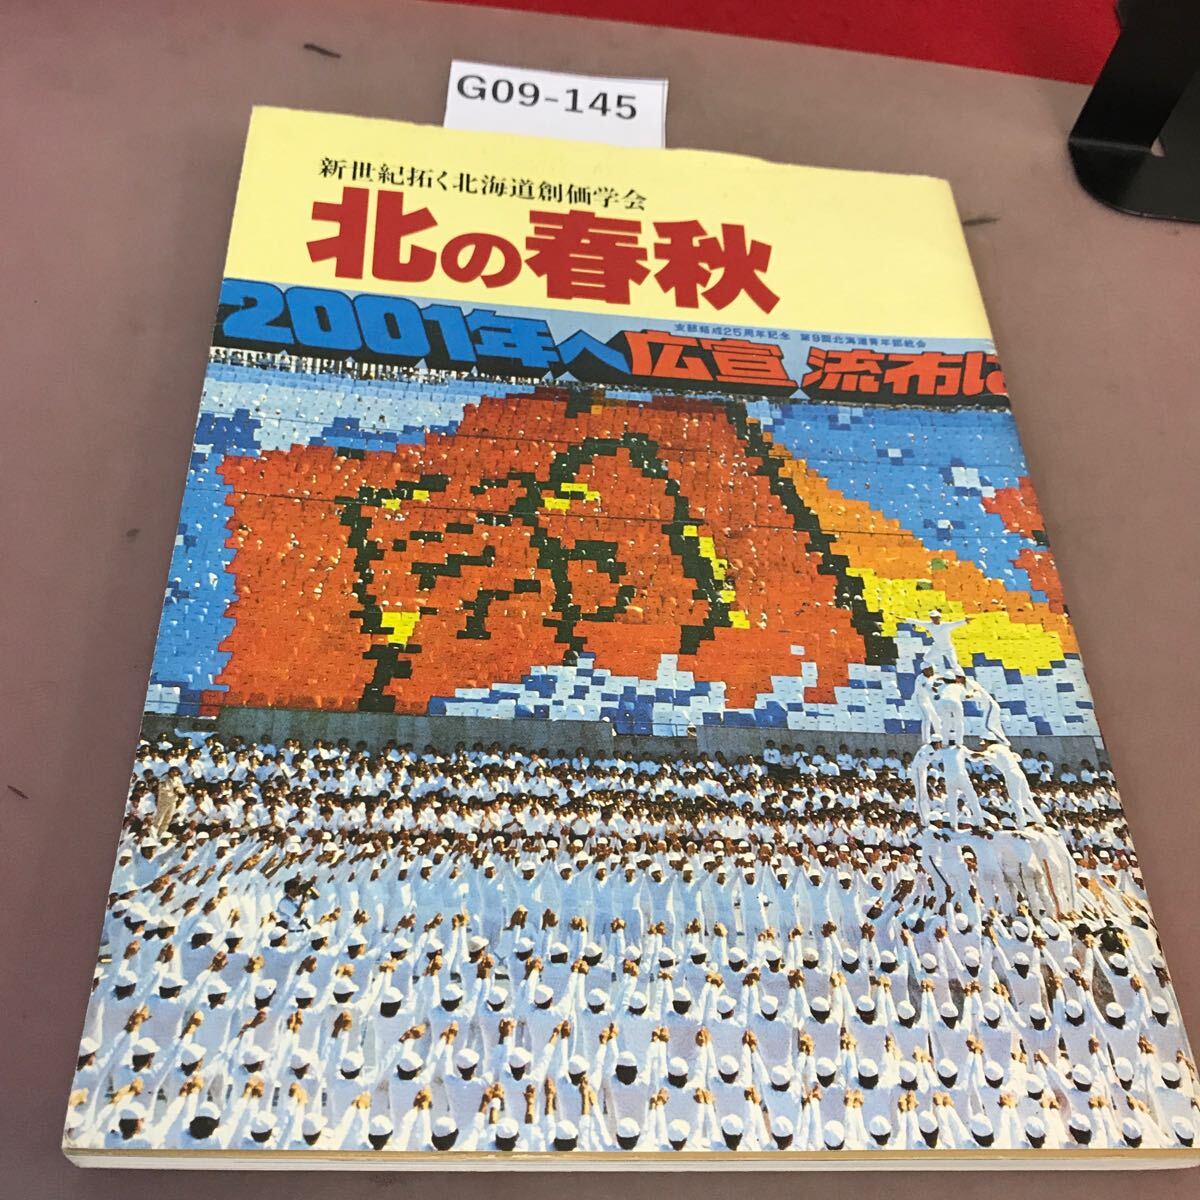 G09-145
新世紀拓く北海道創価学会
北の春秋
支部結成25周年記念 第9回北海道青年部総会
2001年へ広宣流布は